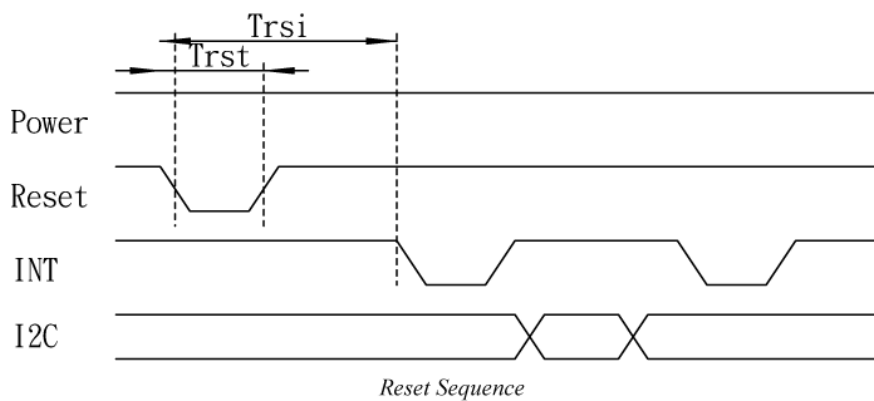 Trsi
Trst
Power
Reset
INT
I2C
Reset Sequence